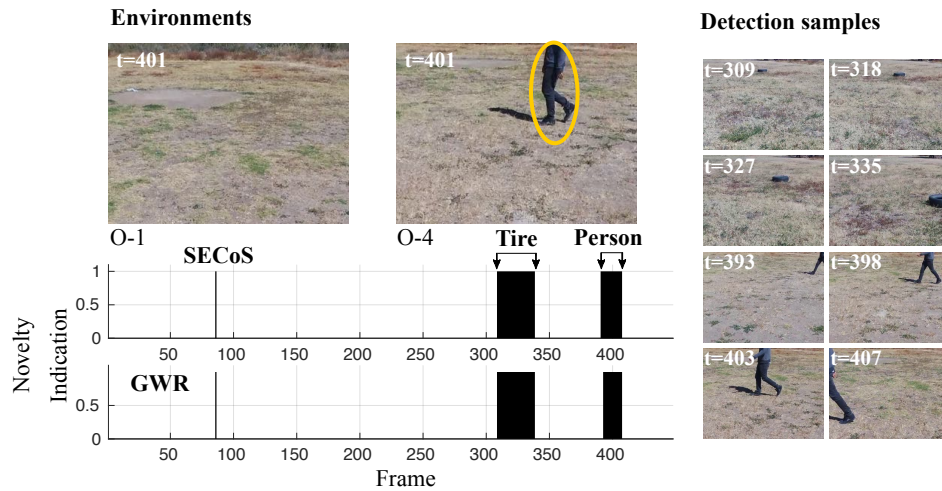 Environments
Detection samples
t=401
t=401
O-1
O-4
t=309
t=318
t=327
t=335
t=393
t=398
t=403
t=407
SECoS
Tire
Person
1
0.5
0
50 100 150 200 250 300 350 400
GWR
0.5
0
50 100 150 200 250 300 350 400
Novelty
Indication
Frame